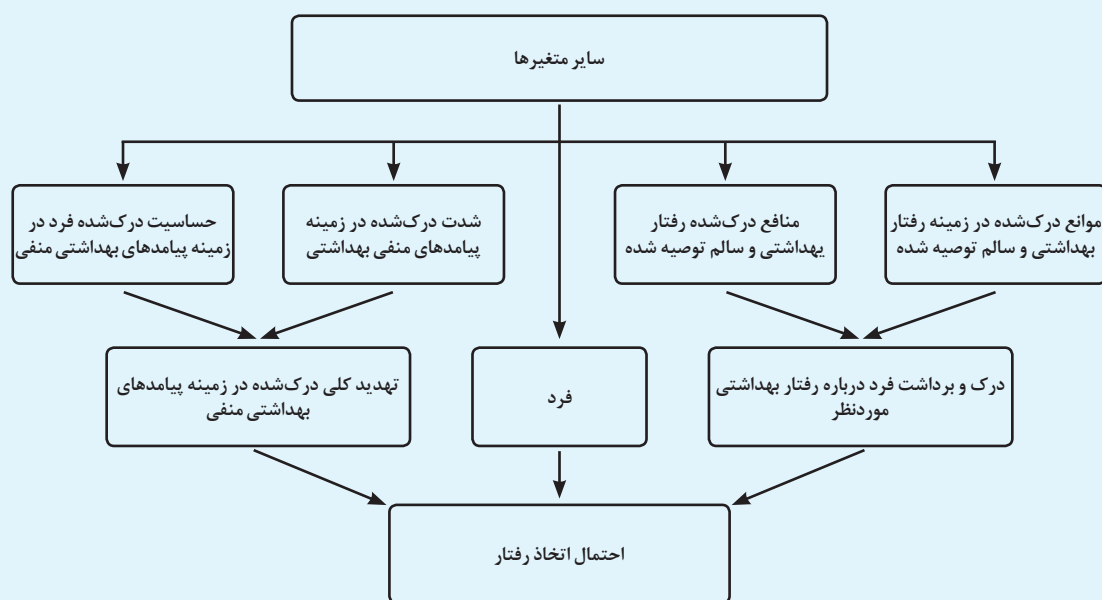 سایر متغیرها
موانع درک‌شده در زمینه رفتار
بهداشتی و سالم توصیه شده
منافع درک‌شده رفتار
یهداشتی و سالم توصیه شده
شدت درک‌شده در زمینه
پیامدهای منفی بهداشتی
حساسیت درک‌شده فرد در
زمینه پیامدهای بهداشتی منفی
درک و برداشت فرد درباره رفتار بهداشتی
موردنظر
فرد
تهدید کلی درک‌شده در زمینه پیامدهای
بهداشتی منفی
احتمال اتخاذ رفتار